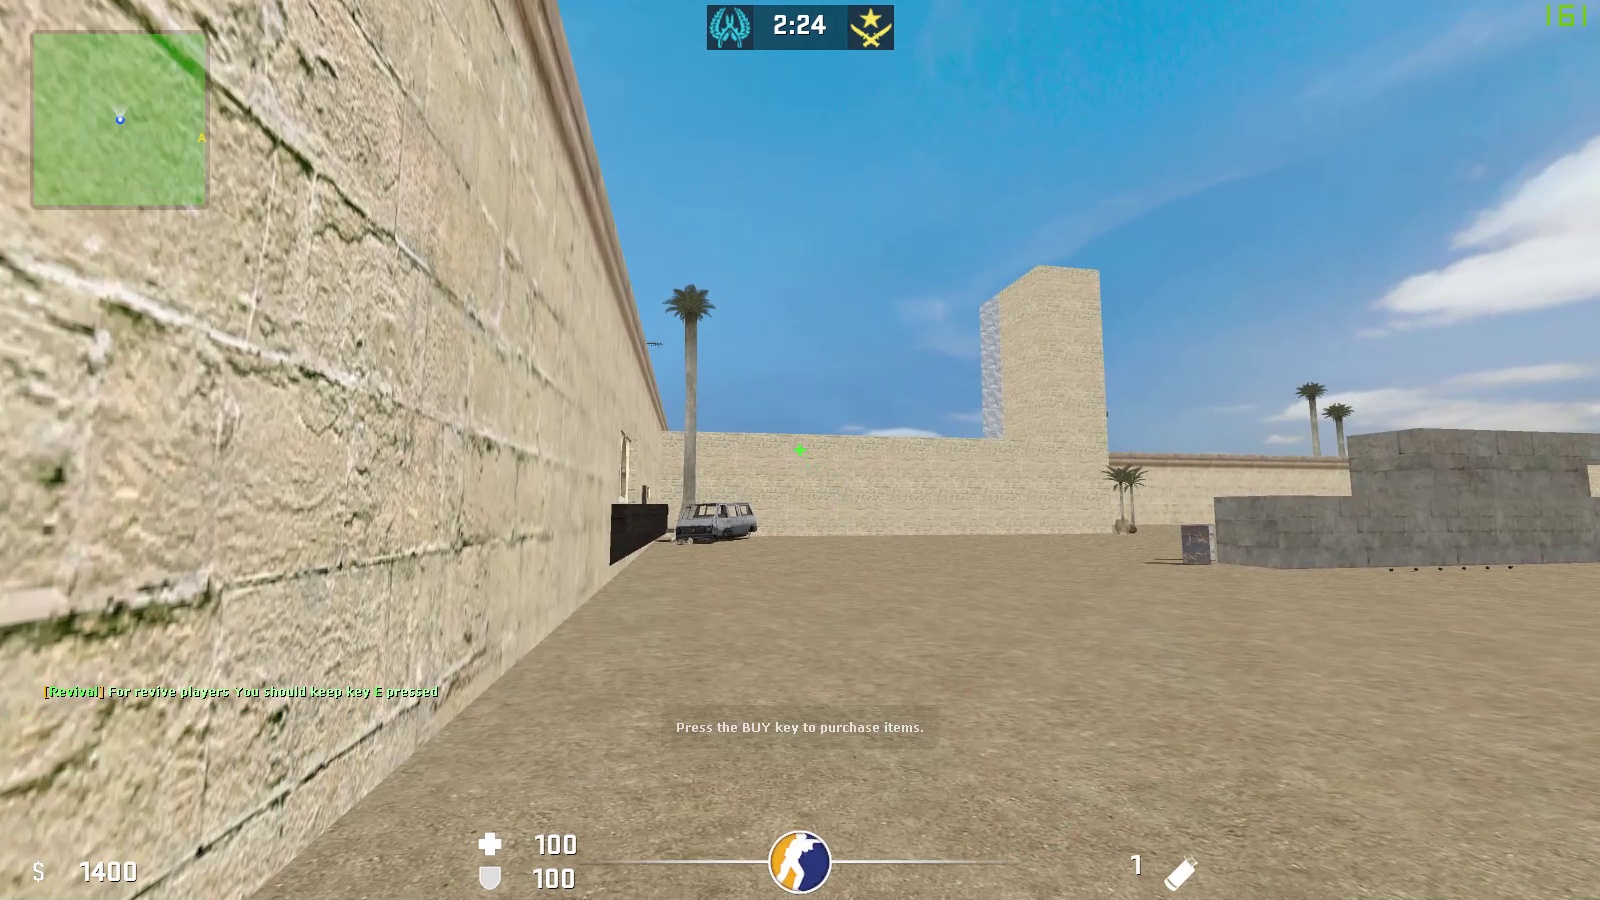 2:24
161
A
[Revival] For revive players You should keep key E pressed
Press the BUY key to purchase items.
100
$ 1400
100
1